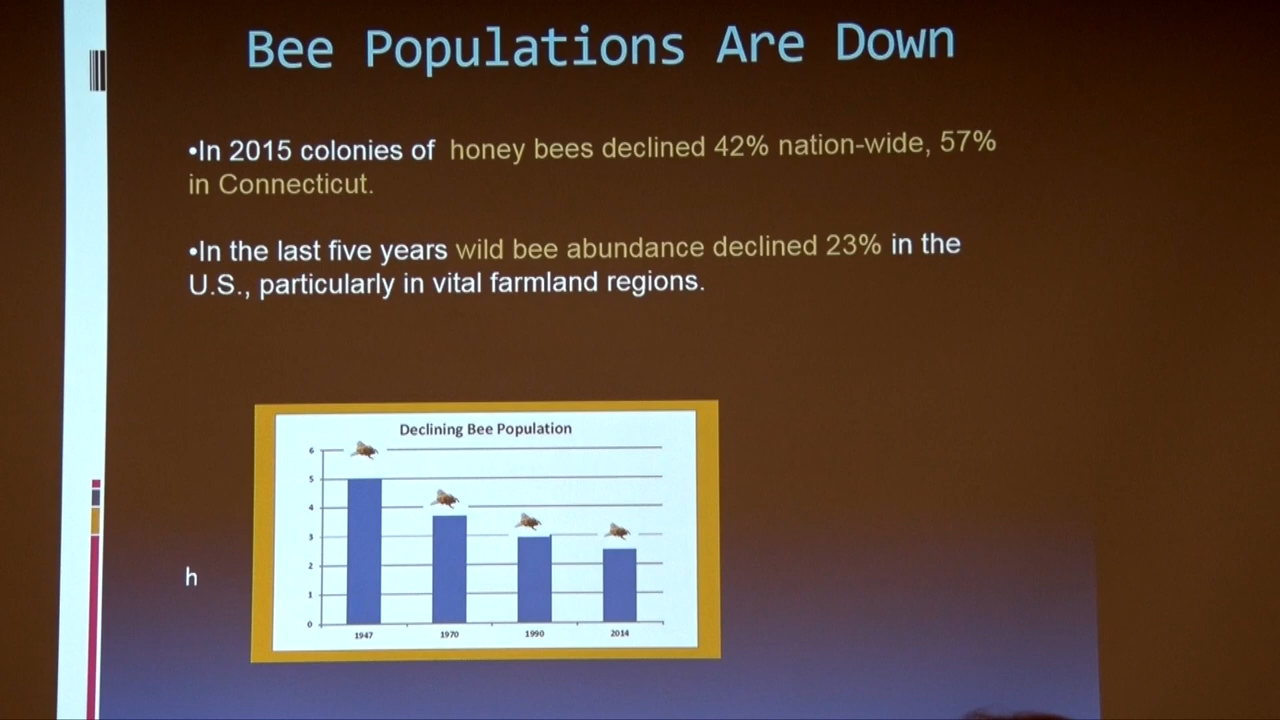 Bee Populations Are Down
•In 2015 colonies of honey bees declined 42% nation-wide, 57%
in Connecticut.
•In the last five years wild bee abundance declined 23% in the
U.S., particularly in vital farmland regions.
Declining Bee Population
6
5
4
3
2
1
0
1947 1970 1990 2014
h